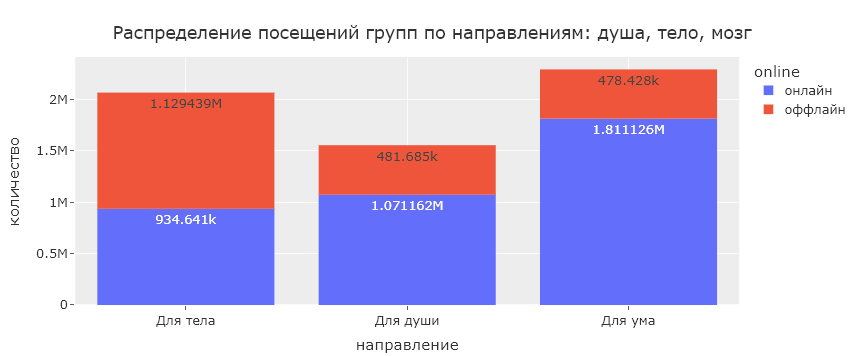 Распределение посещений групп по направлениям: душа, тело, мозг
online
онлайн
оффлайн
количество
2M
1.5M
1M
0.5M
0
1.129439M
934.641k
481.685k
1.071162M
478.428k
1.811126M
Для тела
Для души
Для ума
направление